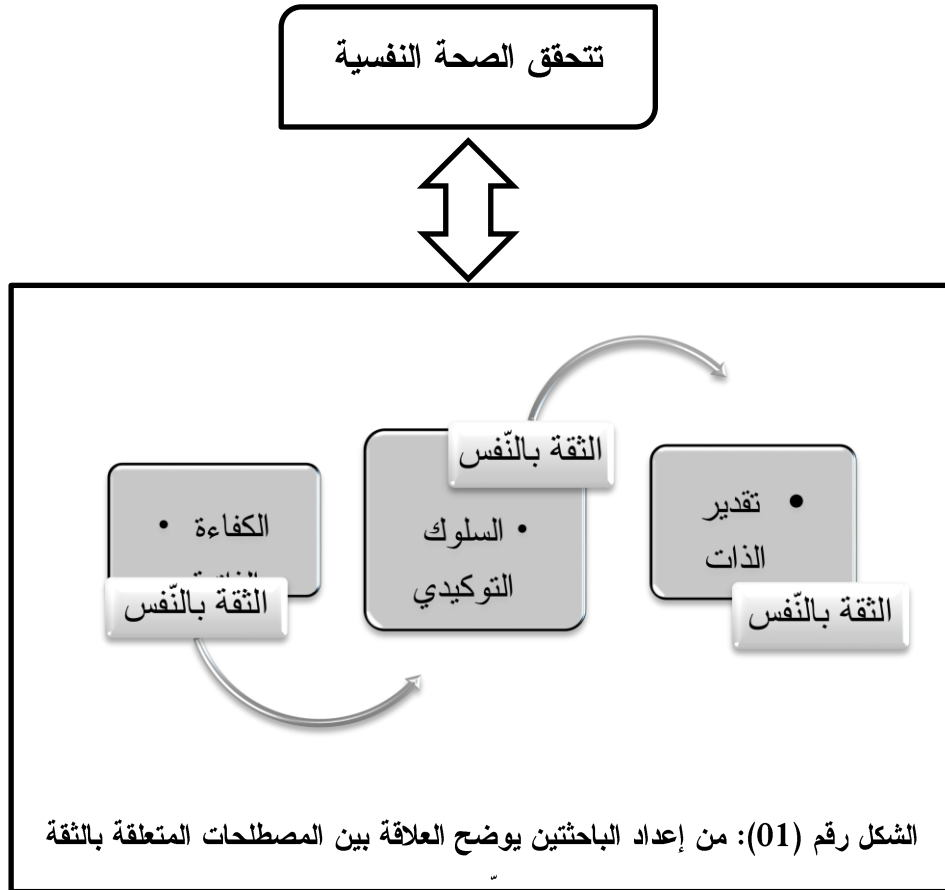 تتحقق الصحة النفسية
• تقدير
الذات
الثقة بالنّفس
الثقة بالنّفس
• السلوك
التوكيدي
• الكفاءة
الثقة بالنّفس
الشكل رقم (01): من إعداد الباحثتين يوضح العلاقة بين المصطلحات المتعلقة بالثقة